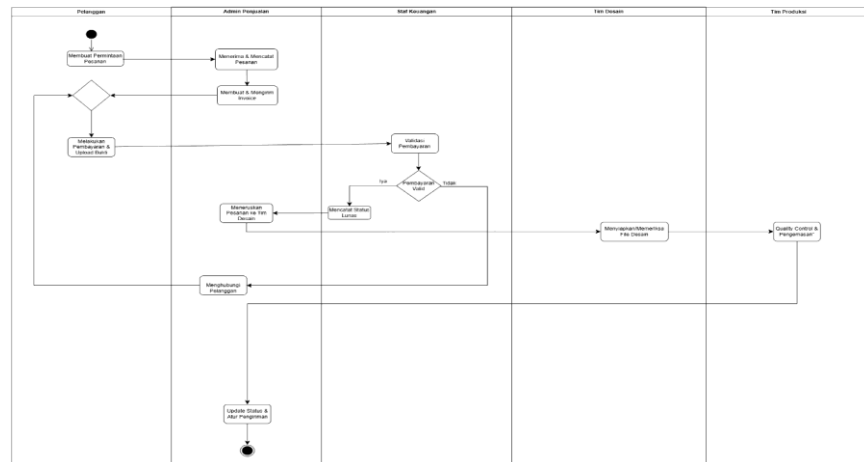 Pelanggan
Admin Penjualan
Staf Keuangan
Tim Desain
Tim Produksi
Membuat Permintaan
Pesanan
Menerima & Mencatat
Pesanan
Membuat & Mengirim
Invoice
Melakukan
Pembayaran &
Upload Bukti
Validasi
Pembayaran
Pembayaran
Valid
Tidak
Mencatat Status
Lunas
Meneruskan
Pesanan ke Tim
Desain
Menyiapkan/Memeriksa
File Desain
Quality Control &
Pengemasan"
Menghubungi
Pelanggan
Update Status &
Atur Pengiriman